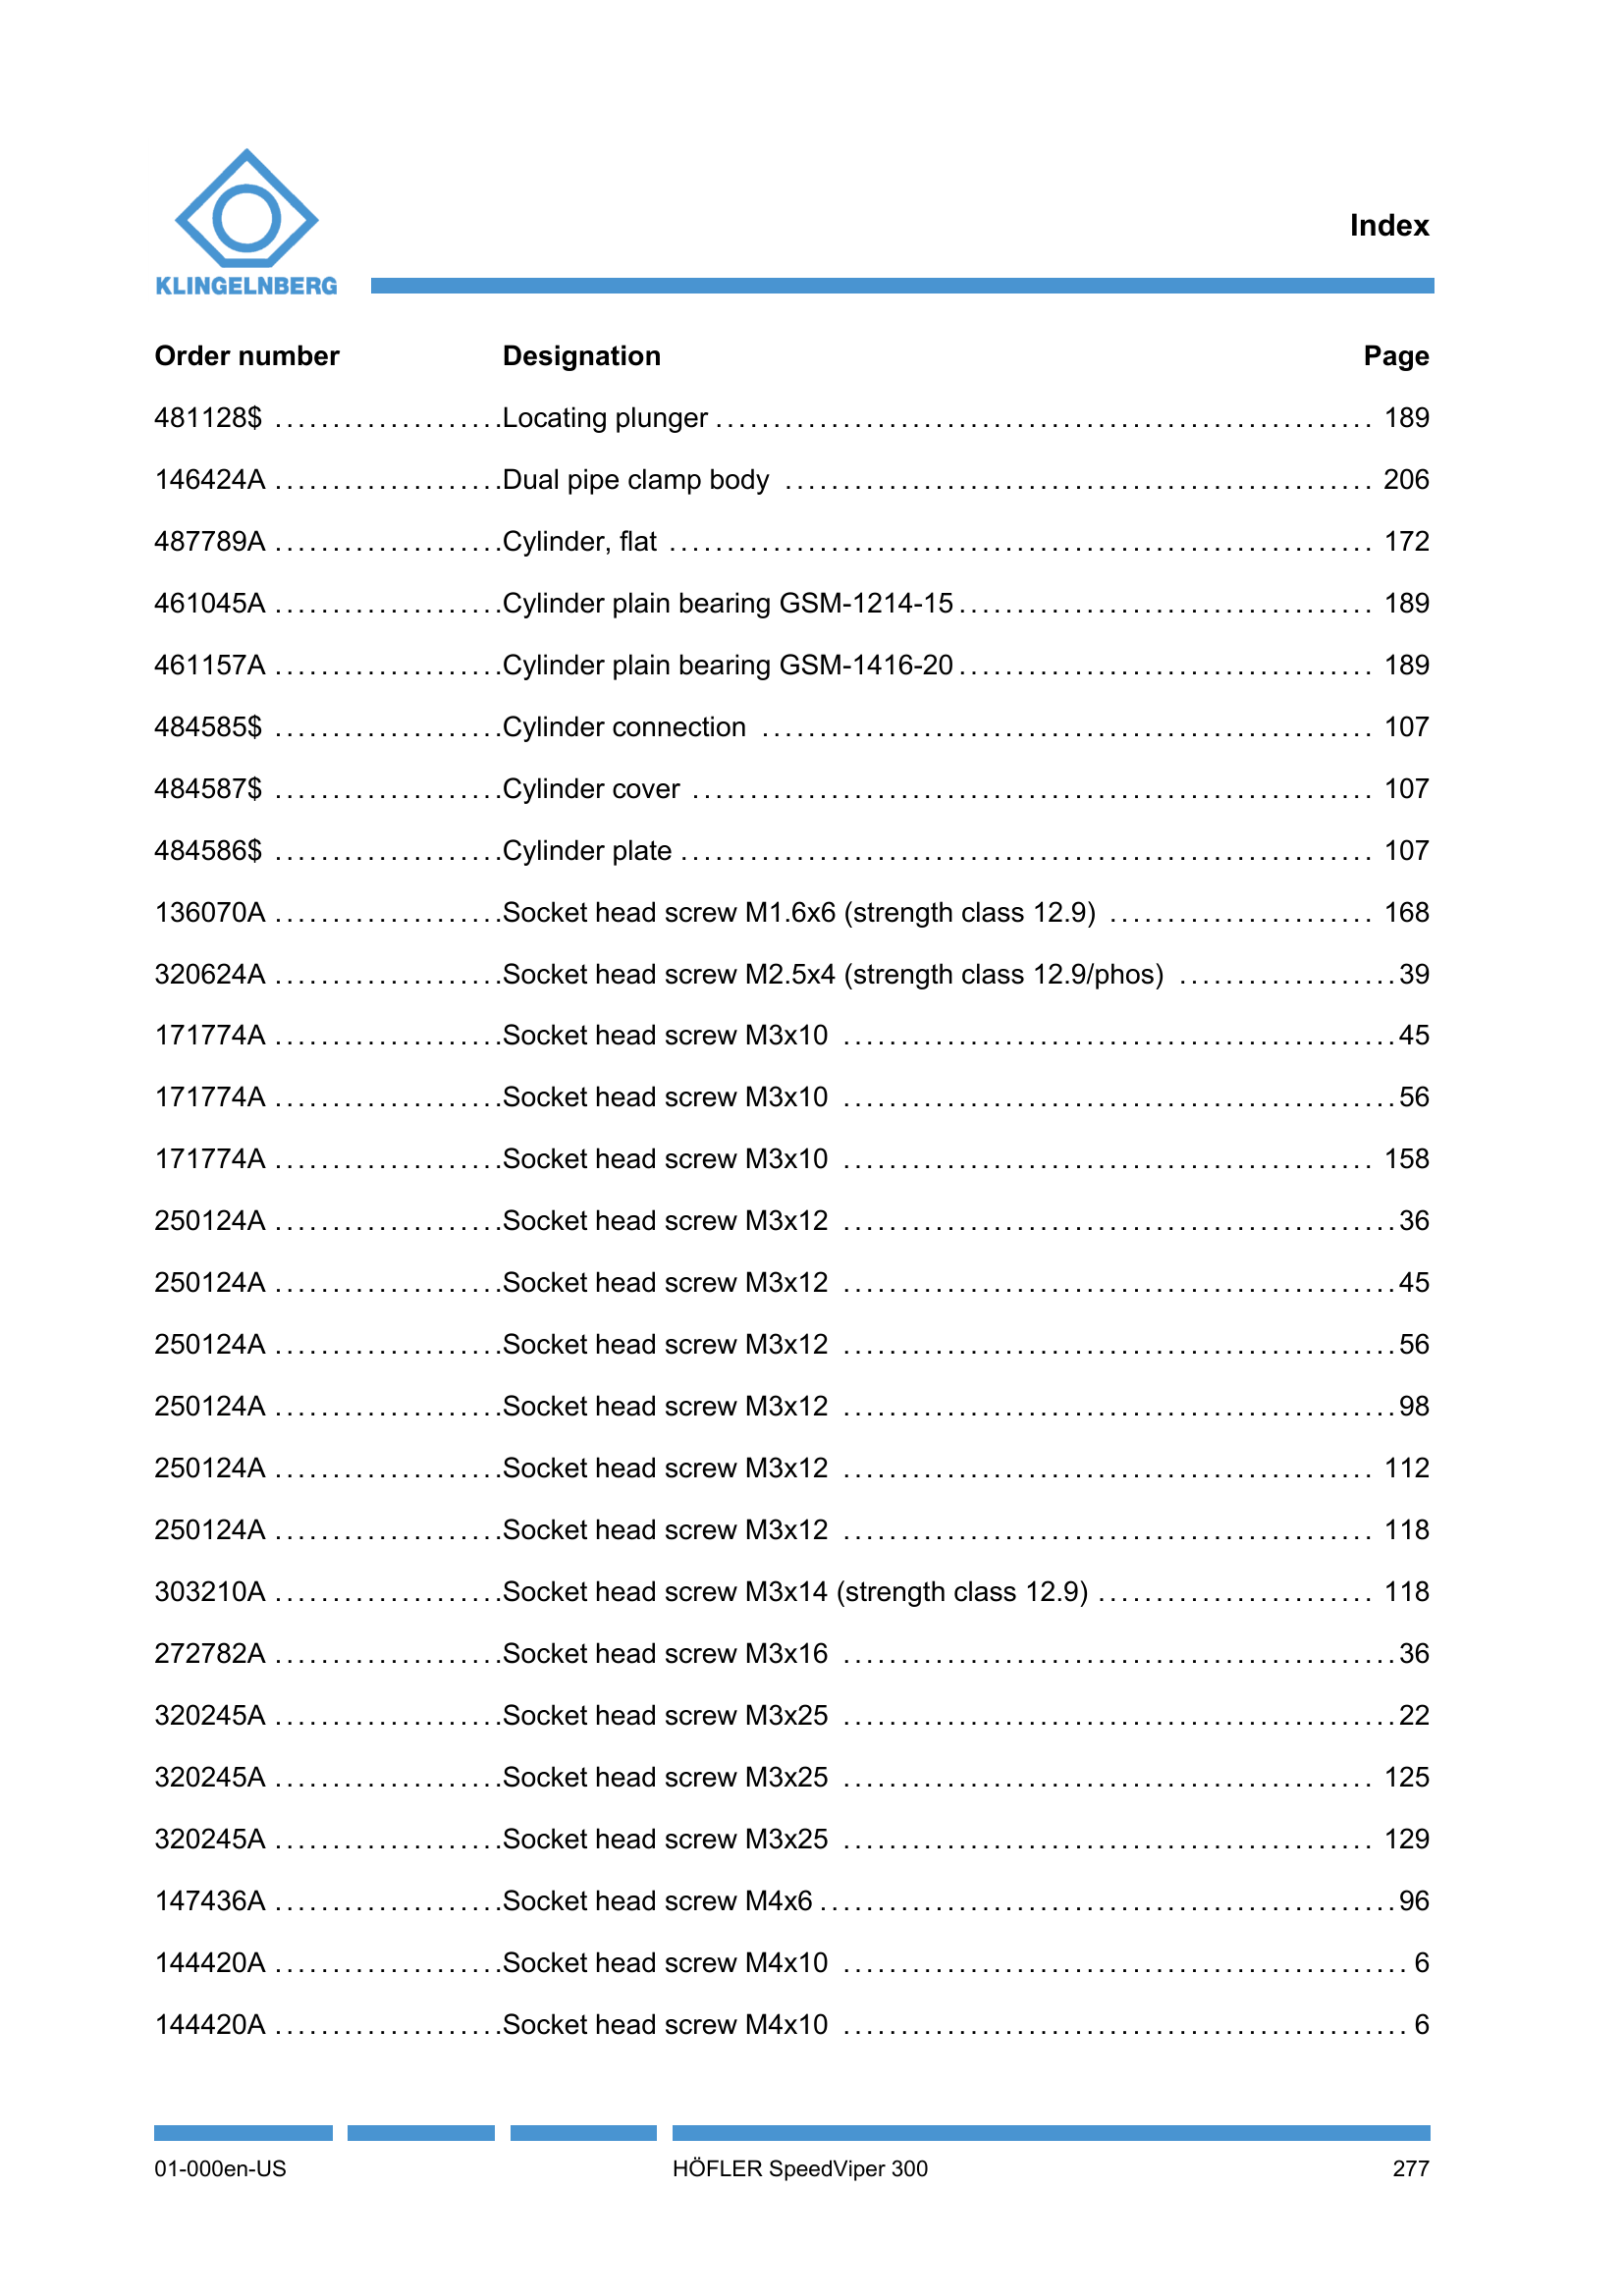 KLINGELNBERG
Index
Order number Designation Page
481128$ ....................Locating plunger ......................................................... 189
146424A ....................Dual pipe clamp body ................................................... 206
487789A ....................Cylinder, flat ............................................................. 172
461045A ....................Cylinder plain bearing GSM-1214-15 .................................... 189
461157A ....................Cylinder plain bearing GSM-1416-20 .................................... 189
484585$ ....................Cylinder connection ..................................................... 107
484587$ ....................Cylinder cover ........................................................... 107
484586$ ....................Cylinder plate ............................................................ 107
136070A ....................Socket head screw M1.6x6 (strength class 12.9) ....................... 168
320624A ....................Socket head screw M2.5x4 (strength class 12.9/phos) ................... 39
171774A ....................Socket head screw M3x10 ................................................ 45
171774A ....................Socket head screw M3x10 ................................................ 56
171774A ....................Socket head screw M3x10 .............................................. 158
250124A ....................Socket head screw M3x12 ................................................ 36
250124A ....................Socket head screw M3x12 ................................................ 45
250124A ....................Socket head screw M3x12 ................................................ 56
250124A ....................Socket head screw M3x12 ................................................ 98
250124A ....................Socket head screw M3x12 .............................................. 112
250124A ....................Socket head screw M3x12 .............................................. 118
303210A ....................Socket head screw M3x14 (strength class 12.9) ........................ 118
272782A ....................Socket head screw M3x16 ................................................ 36
320245A ....................Socket head screw M3x25 ................................................ 22
320245A ....................Socket head screw M3x25 .............................................. 125
320245A ....................Socket head screw M3x25 .............................................. 129
147436A ....................Socket head screw M4x6 .................................................. 96
144420A ....................Socket head screw M4x10 ................................................. 6
144420A ....................Socket head screw M4x10 ................................................. 6
01-000en-US HÖFLER SpeedViper 300 277